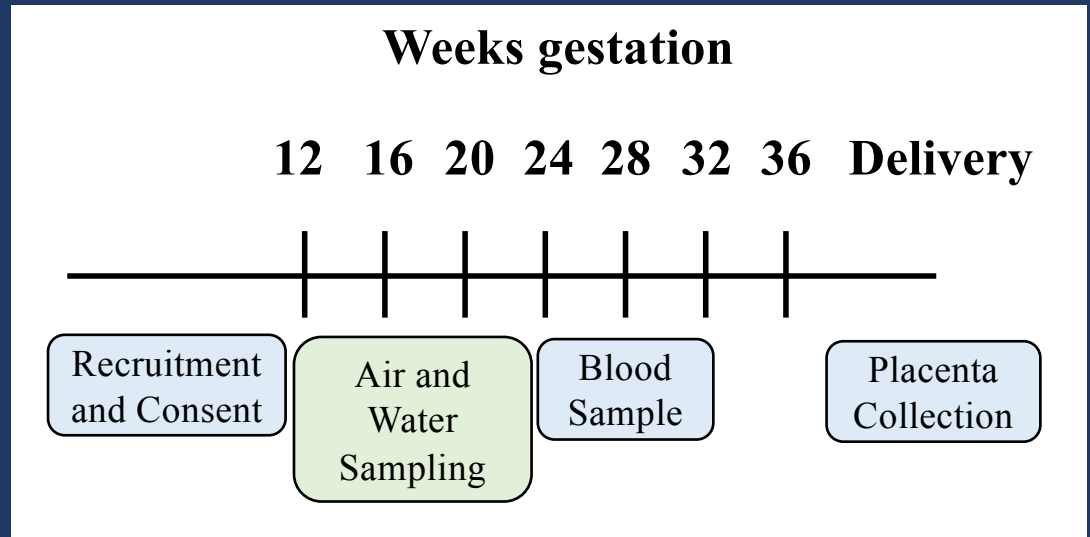 Weeks gestation
12 16 20 24 28 32 36 Delivery
Recruitment
and Consent
Air and
Water
Sampling
Blood
Sample
Placenta
Collection